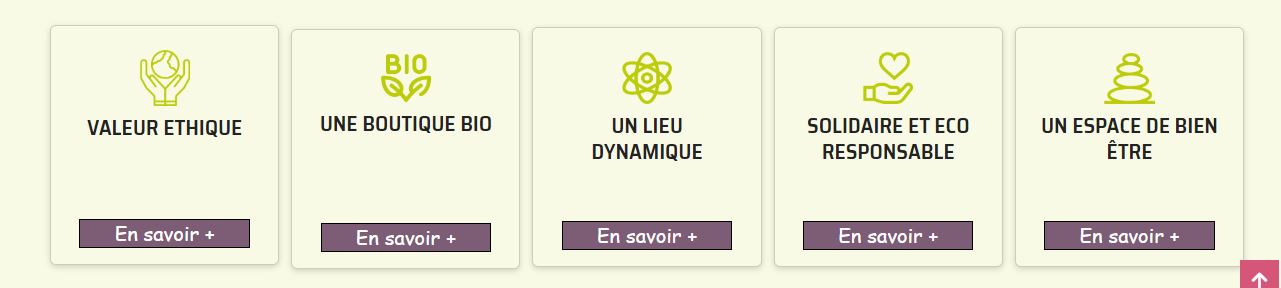 BIO
VALEUR ETHIQUE
En savoir +
UNE BOUTIQUE BIO
En savoir +
UN LIEU
DYNAMIQUE
En savoir +
SOLIDAIRE ET ECO
RESPONSABLE
En savoir +
UN ESPACE DE BIEN
ÊTRE
En savoir +